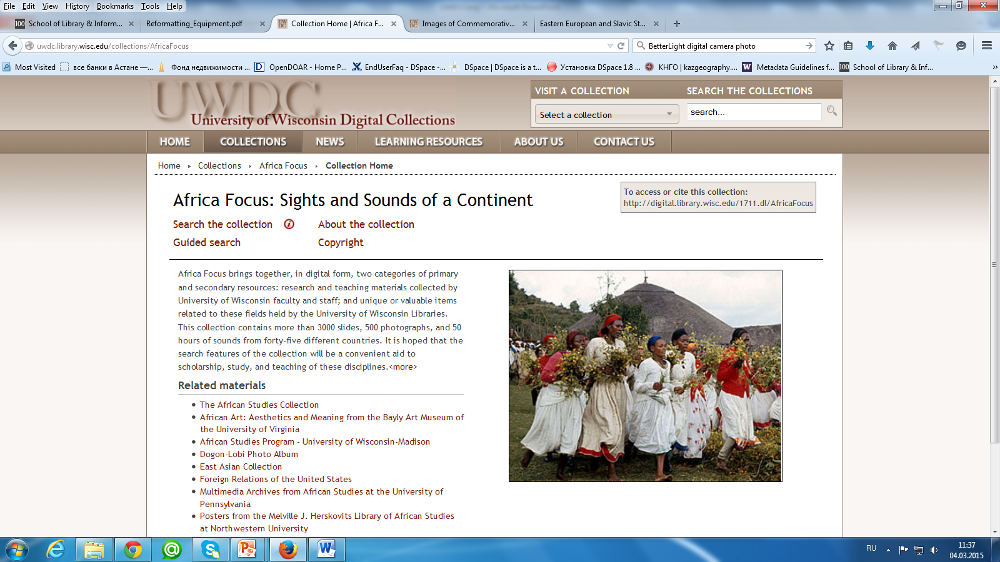 File Edit View History Bookmarks Tools Help
100 School of Library & Inform... Reformatting_Equipment.pdf Collection Home | Africa F... Images of Commemorativ... Eastern European and Slavic St...
uwdc.library.wisc.edu/collections/AfricaFocus BetterLight digital camera photo
Most Visited все банки в Астане —... Фонд недвижимости ... D OpenDOAR - Home P... EndUserFaq - DSpace -... DSpace | DSpace is a t... Установка DSpace 1.8 ... КНГО | kazgeography.... W Metadata Guidelines f... 100 School of Library & Inf...
UWDC
University of Wisconsin Digital Collections
VISIT A COLLECTION SEARCH THE COLLECTIONS
Select a collection search...
HOME COLLECTIONS NEWS LEARNING RESOURCES ABOUT US CONTACT US
Home Collections Africa Focus Collection Home
To access or cite this collection:
http://digital.library.wisc.edu/1711.dl/AfricaFocus
Africa Focus: Sights and Sounds of a Continent
Search the collection About the collection
Guided search Copyright
Africa Focus brings together, in digital form, two categories of primary
and secondary resources: research and teaching materials collected by
University of Wisconsin faculty and staff; and unique or valuable items
related to these fields held by the University of Wisconsin Libraries.
This collection contains more than 3000 slides, 500 photographs, and 50
hours of sounds from forty-five different countries. It is hoped that the
search features of the collection will be a convenient aid to
scholarship, study, and teaching of these disciplines.<more>
Related materials
The African Studies Collection
African Art: Aesthetics and Meaning from the Bayly Art Museum of
the University of Virginia
African Studies Program - University of Wisconsin-Madison
Dogon-Lobi Photo Album
East Asian Collection
Foreign Relations of the United States
Multimedia Archives from African Studies at the University of
Pennsylvania
Posters from the Melville J. Herskovits Library of African Studies
at Northwestern University
RU 11:37
04.03.2015